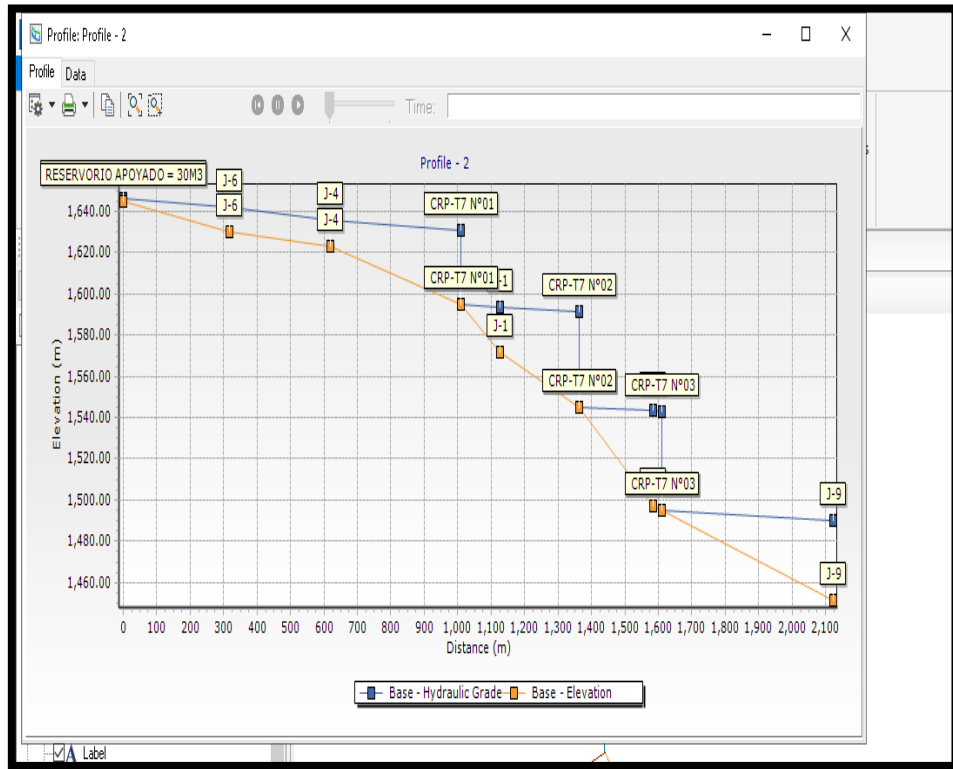 Profile: Profile - 2
Profile Data
Time:
Profile - 2
RESERVORIO APOYADO = 30M3
J-6
J-6
J-4
J-4
CRP-T7 N°01
CRP-T7 N°01
-1
J-1
CRP-T7 N°02
CRP-T7 N°02
CRP-T7 N°03
CRP-T7 N°03
J-9
J-9
Elevation (m)
1,640.00
1,620.00
1,600.00
1,580.00
1,560.00
1,540.00
1,520.00
1,500.00
1,480.00
1,460.00
0 100 200 300 400 500 600 700 800 900 1,000 1,100 1,200 1,300 1,400 1,500 1,600 1,700 1,800 1,900 2,000 2,100
Distance (m)
Base - Hydraulic Grade Base - Elevation
Label